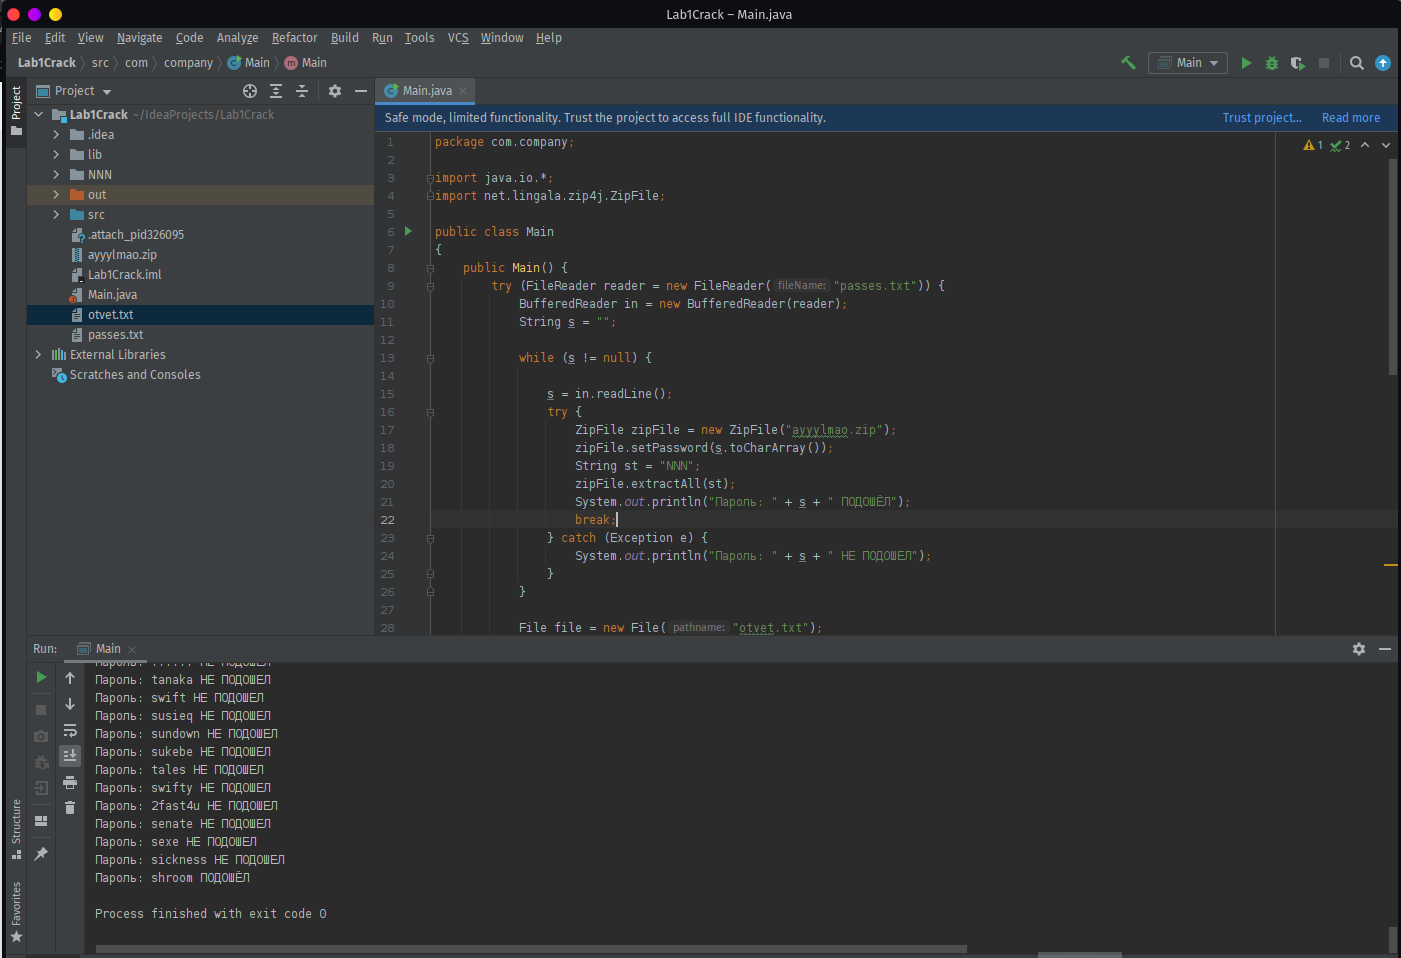 Lab1Crack – Main.java
File Edit View Navigate Code Analyze Refactor Build Run Tools VCS Window Help
Lab1Crack src com company Main Main
Main
Project
Project
Main.java
Lab1Crack ~/IdeaProjects/Lab1Crack
.idea
lib
NNN
out
src
.attach_pid326095
ayyylmao.zip
Lab1Crack.iml
Main.java
otvet.txt
passes.txt
External Libraries
Scratches and Consoles
Safe mode, limited functionality. Trust the project to access full IDE functionality. Trust project... Read more
1 2
1 package com.company;
2
3 import java.io.*;
4 import net.lingala.zip4j.ZipFile;
5
6 public class Main
7 {
8 public Main() {
9 try (FileReader reader = new FileReader( fileName: "passes.txt")) {
10 BufferedReader in = new BufferedReader(reader);
11 String s = "";
12
13 while (s != null) {
14
15 s = in.readLine();
16 try {
17 ZipFile zipFile = new ZipFile("ayyylmao.zip");
18 zipFile.setPassword(s.toCharArray());
19 String st = "NNN";
20 zipFile.extractAll(st);
21 System.out.println("Пароль: " + s + " ПОДОШЁЛ");
22 break;
23 } catch (Exception e) {
24 System.out.println("Пароль: " + s + " НЕ ПОДОШЕЛ");
25 }
26 }
27
28 File file = new File( pathname: "otvet.txt");
Run: Main
Пароль: tanaka НЕ ПОДОШЕЛ
Пароль: swift НЕ ПОДОШЕЛ
Пароль: susieq НЕ ПОДОШЕЛ
Пароль: sundown НЕ ПОДОШЕЛ
Пароль: sukebe НЕ ПОДОШЕЛ
Пароль: tales НЕ ПОДОШЕЛ
Пароль: swifty НЕ ПОДОШЕЛ
Пароль: 2fast4u НЕ ПОДОШЕЛ
Пароль: senate НЕ ПОДОШЕЛ
Пароль: sexe НЕ ПОДОШЕЛ
Пароль: sickness НЕ ПОДОШЕЛ
Пароль: shroom ПОДОШЁЛ
Process finished with exit code 0
Structure
Favorites